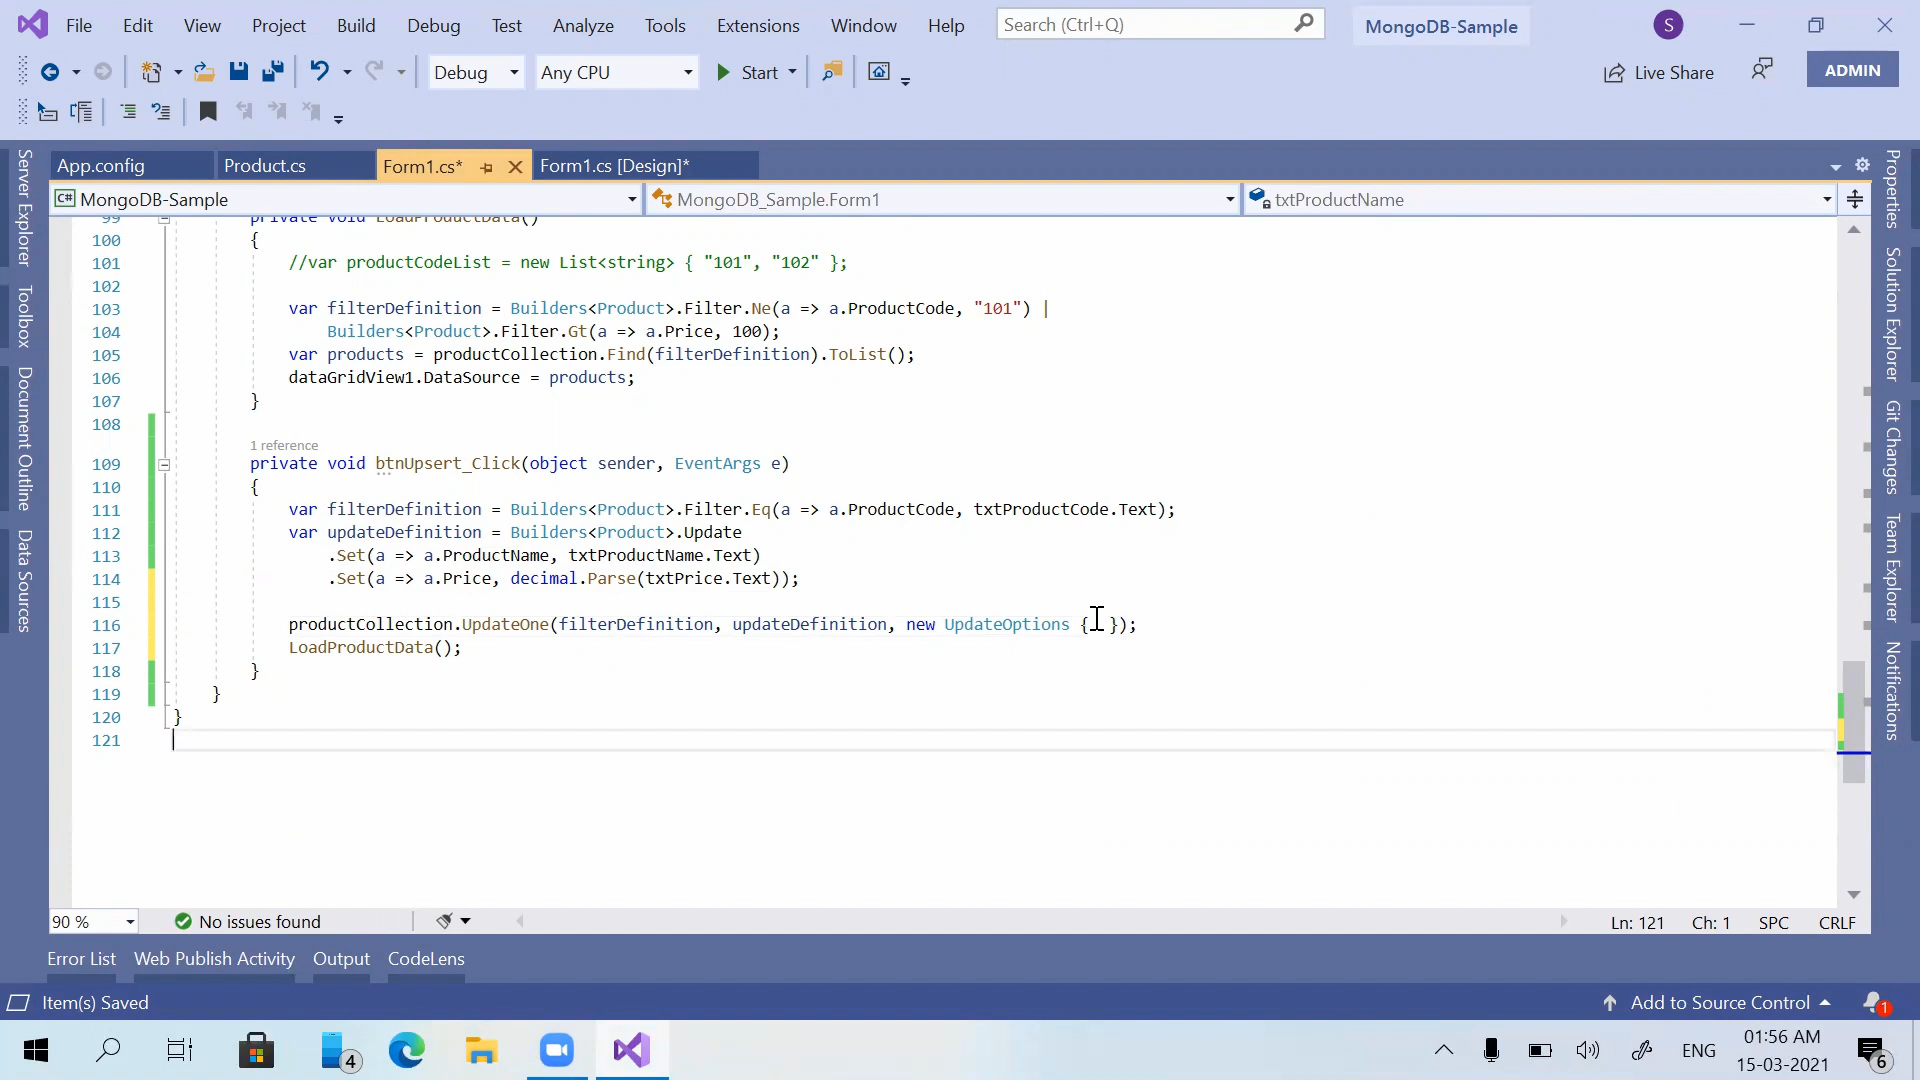 File Edit View Project Build Debug Test Analyze Tools Extensions Window Help Search (Ctrl+Q) MongoDB-Sample S
Debug Any CPU Start Live Share ADMIN
App.config Product.cs Form1.cs* Form1.cs [Design]*
C# MongoDB-Sample MongoDB_Sample.Form1 txtProductName
Server Explorer
Toolbox
Document Outline
Data Sources
99 private void LoadProductData()
100 {
101 //var productCodeList = new List<string> { "101", "102" };
102
103 var filterDefinition = Builders<Product>.Filter.Ne(a => a.ProductCode, "101") |
104 Builders<Product>.Filter.Gt(a => a.Price, 100);
105 var products = productCollection.Find(filterDefinition).ToList();
106 dataGridView1.DataSource = products;
107 }
108
1 reference
109 private void btnUpsert_Click(object sender, EventArgs e)
110 {
111 var filterDefinition = Builders<Product>.Filter.Eq(a => a.ProductCode, txtProductCode.Text);
112 var updateDefinition = Builders<Product>.Update
113 .Set(a => a.ProductName, txtProductName.Text)
114 .Set(a => a.Price, decimal.Parse(txtPrice.Text));
115
116 productCollection.UpdateOne(filterDefinition, updateDefinition, new UpdateOptions { });
117 LoadProductData();
118 }
119 }
120 }
121
Properties
Solution Explorer
Git Changes
Team Explorer
Notifications
90 % No issues found Ln: 121 Ch: 1 SPC CRLF
Error List Web Publish Activity Output CodeLens
Item(s) Saved Add to Source Control 1
4 ENG 01:56 AM
15-03-2021 6